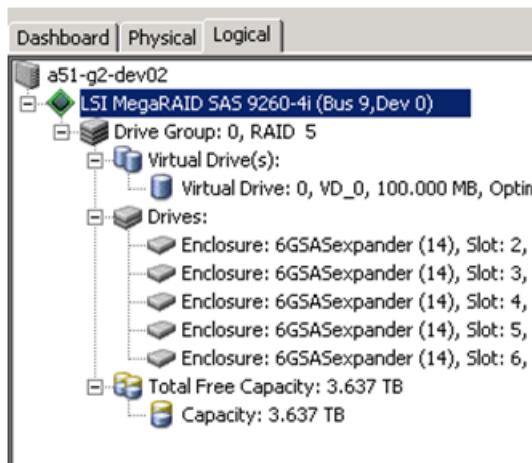 Dashboard Physical Logical
a51-g2-dev02
LSI MegaRAID SAS 9260-4i (Bus 9,Dev 0)
Drive Group: 0, RAID 5
Virtual Drive(s):
Virtual Drive: 0, VD_0, 100.000 MB, Optim
Drives:
Enclosure: 6GSASexpander (14), Slot: 2,
Enclosure: 6GSASexpander (14), Slot: 3,
Enclosure: 6GSASexpander (14), Slot: 4,
Enclosure: 6GSASexpander (14), Slot: 5,
Enclosure: 6GSASexpander (14), Slot: 6,
Total Free Capacity: 3.637 TB
Capacity: 3.637 TB